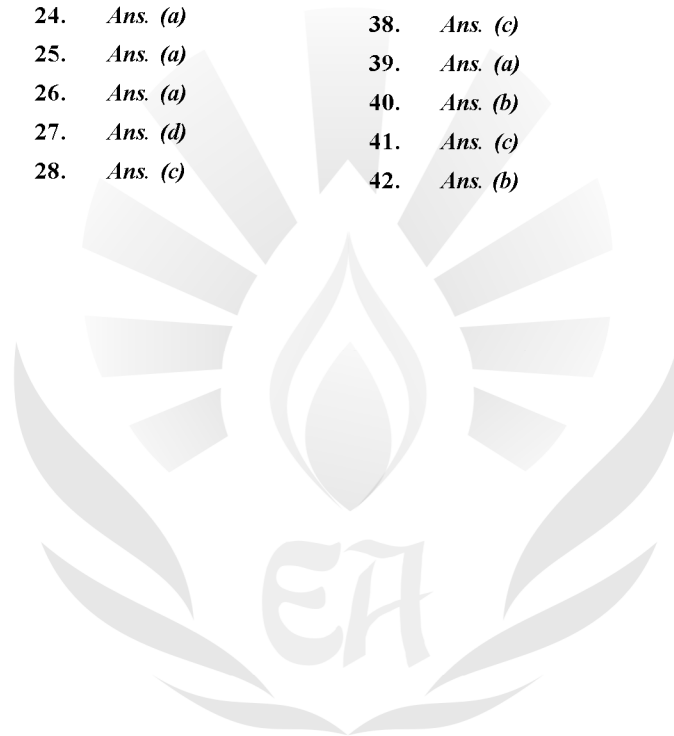 24. Ans. (a)
25. Ans. (a)
26. Ans. (a)
27. Ans. (d)
28. Ans. (c)
38. Ans. (c)
39. Ans. (a)
40. Ans. (b)
41. Ans. (c)
42. Ans. (b)
EA